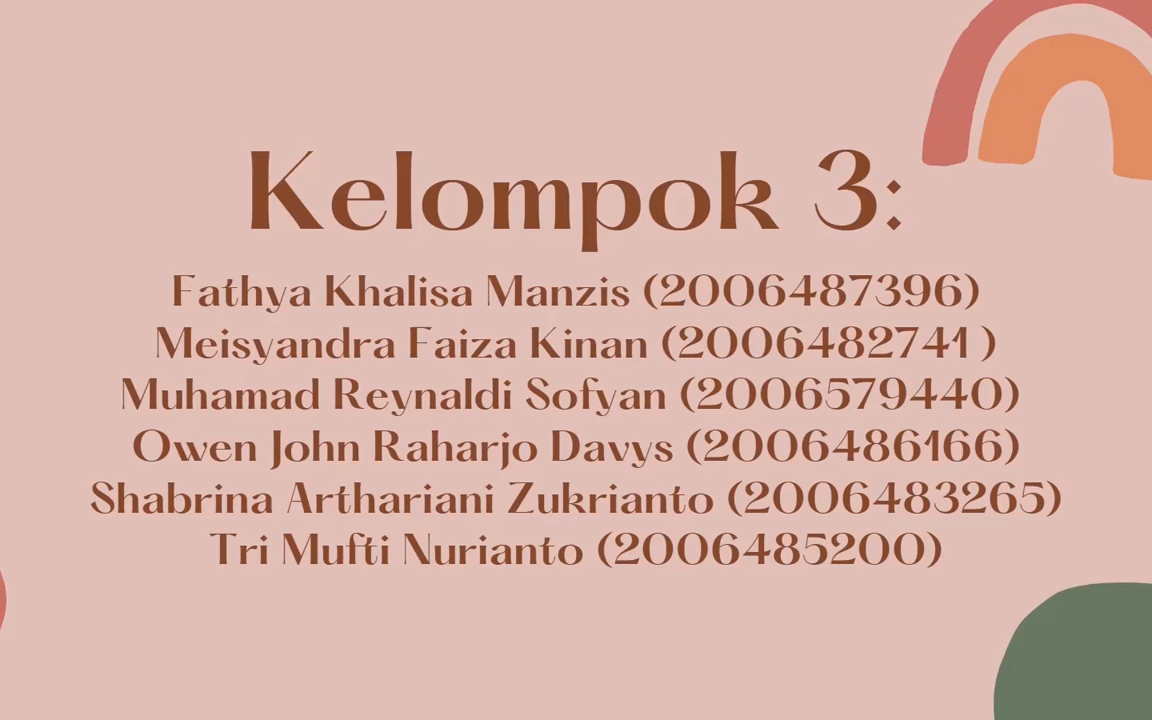 Kelompok 3:
Fathya Khalisa Manzis (2006487396)
Meisyandra Faiza Kinan (2006482741 )
Muhamad Reynaldi Sofyan (2006579440)
Owen John Raharjo Davys (2006486166)
Shabrina Arthariani Zukrianto (2006483265)
Tri Mufti Nurianto (2006485200)